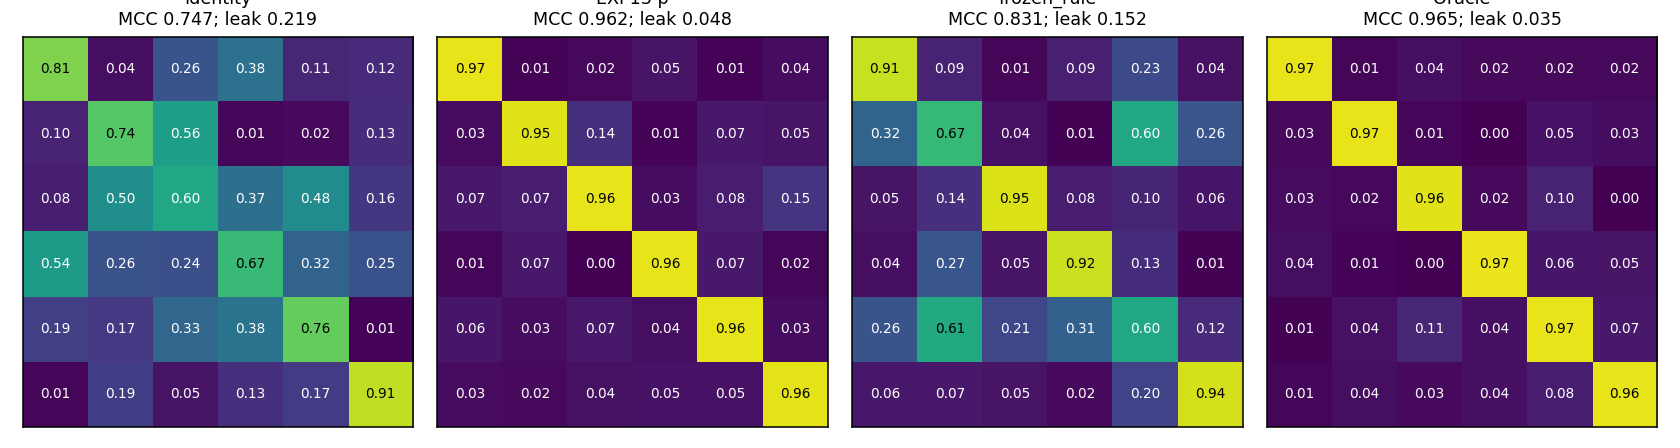 Identity
MCC 0.747; leak 0.219
0.81 0.04 0.26 0.38 0.11 0.12
0.10 0.74 0.56 0.01 0.02 0.13
0.08 0.50 0.60 0.37 0.48 0.16
0.54 0.26 0.24 0.67 0.32 0.25
0.19 0.17 0.33 0.38 0.76 0.01
0.01 0.19 0.05 0.13 0.17 0.91
MCC 0.962; leak 0.048
0.97 0.01 0.02 0.05 0.01 0.04
0.03 0.95 0.14 0.01 0.07 0.05
0.07 0.07 0.96 0.03 0.08 0.15
0.01 0.07 0.00 0.96 0.07 0.02
0.06 0.03 0.07 0.04 0.96 0.03
0.03 0.02 0.04 0.05 0.05 0.96
frozen_rule
MCC 0.831; leak 0.152
0.91 0.09 0.01 0.09 0.23 0.04
0.32 0.67 0.04 0.01 0.60 0.26
0.05 0.14 0.95 0.08 0.10 0.06
0.04 0.27 0.05 0.92 0.13 0.01
0.26 0.61 0.21 0.31 0.60 0.12
0.06 0.07 0.05 0.02 0.20 0.94
Oracle
MCC 0.965; leak 0.035
0.97 0.01 0.04 0.02 0.02 0.02
0.03 0.97 0.01 0.00 0.05 0.03
0.03 0.02 0.96 0.02 0.10 0.00
0.04 0.01 0.00 0.97 0.06 0.05
0.01 0.04 0.11 0.04 0.97 0.07
0.01 0.04 0.03 0.04 0.08 0.96